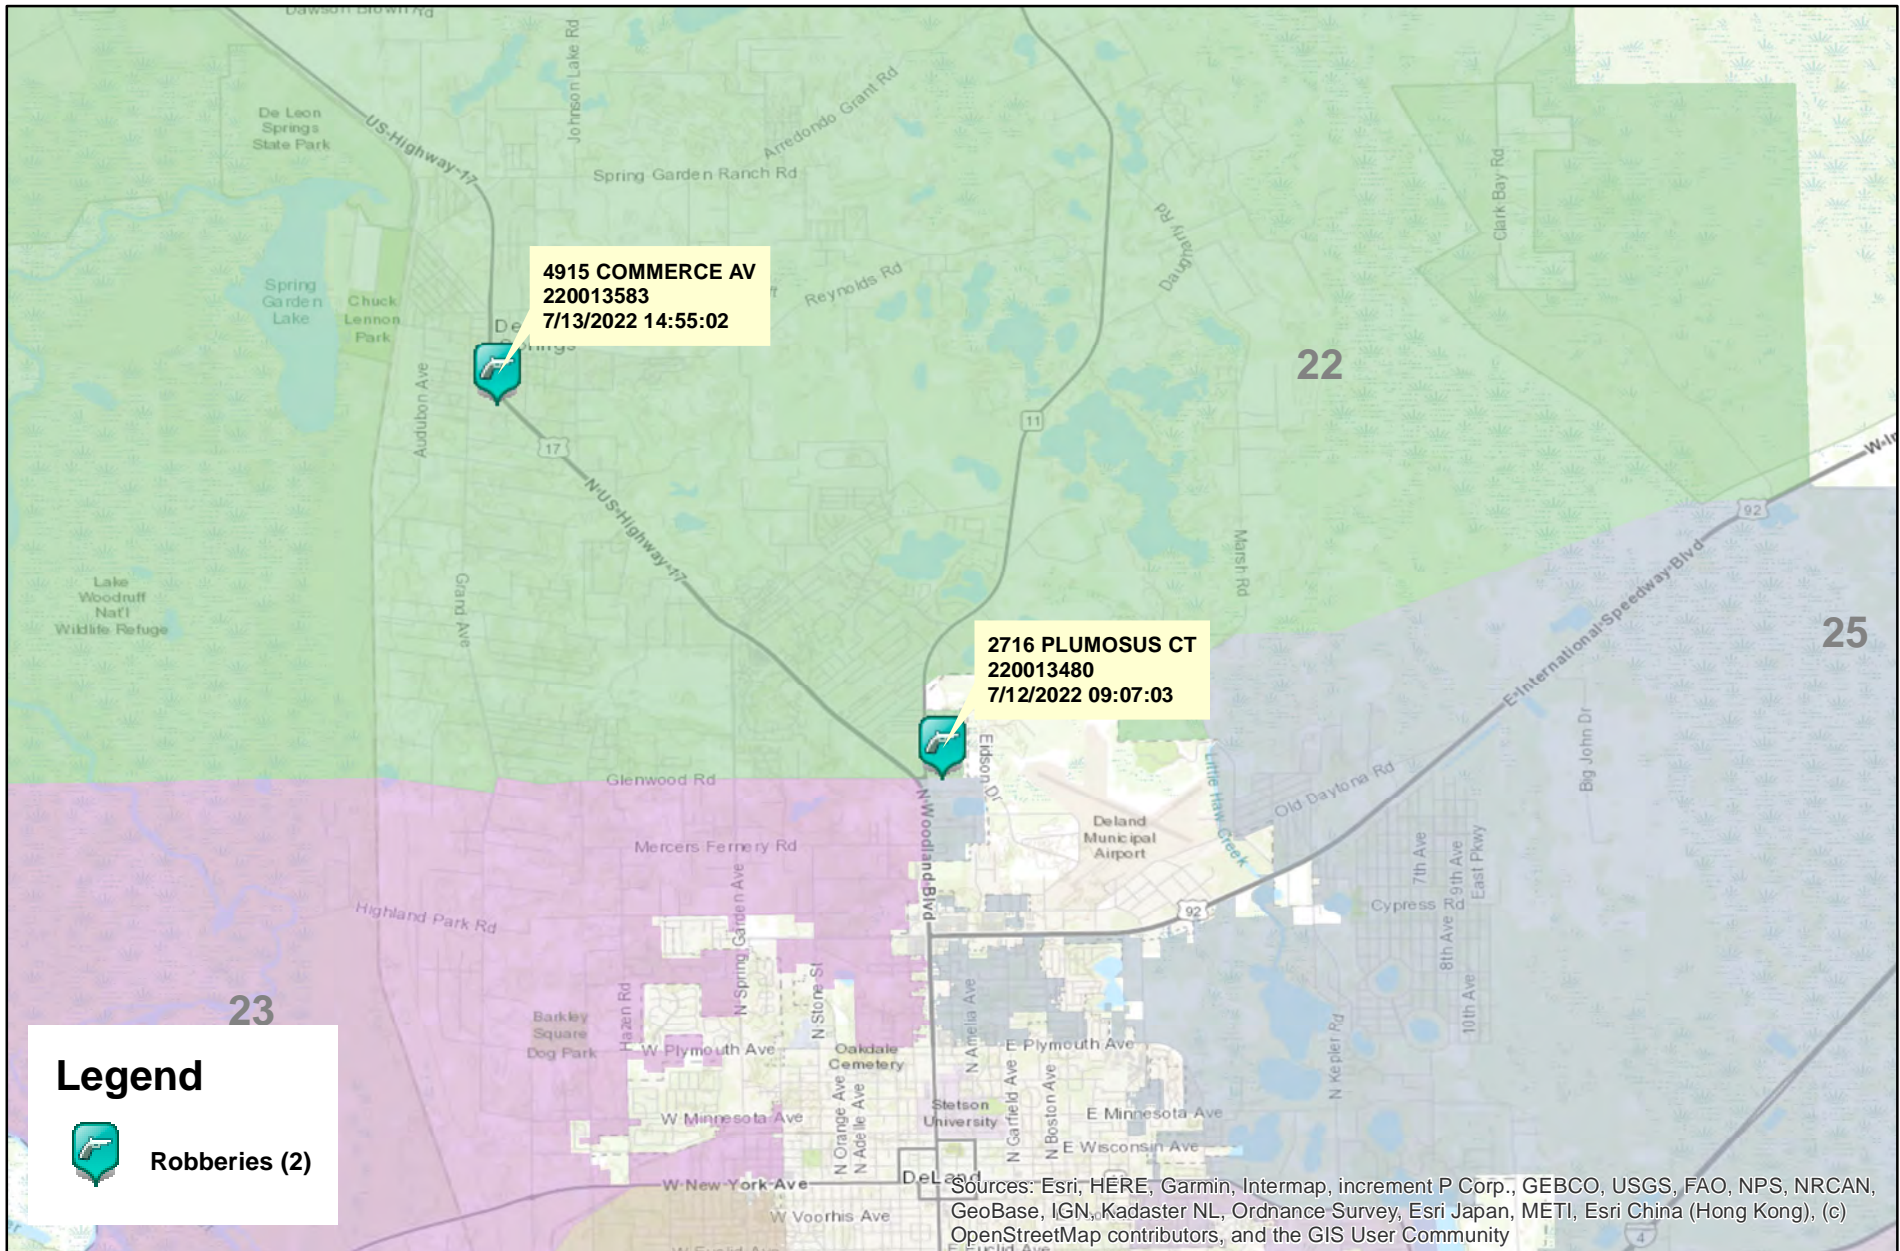 Dawson Brown Rd
Johnson Lake Rd
De Leon
Springs
State Park
US Highway 17
Arredondo Grant Rd
Spring Garden Ranch Rd
Clark Bay Rd
Daugharty Rd
4915 COMMERCE AV
220013583
7/13/2022 14:55:02
Reynolds Rd
Spring
Garden
Lake
Chuck
Lennon
Park
De
Springs
22
Audubon Ave
11
17
W In
N US Highway 17
92
Marsh Rd
E International Speedway Blvd
Lake
Woodruff
Nat'l
Wildlife Refuge
Grand Ave
25
2716 PLUMOSUS CT
220013480
7/12/2022 09:07:03
Eidson Dr
Little Haw Creek
Big John Dr
Glenwood Rd
Old Daytona Rd
N Woodland Blvd
Deland
Municipal
Airport
Mercers Fernery Rd
7th Ave
9th Ave
East Pkwy
Highland Park Rd
N Spring Garden Ave
92
Cypress Rd
8th Ave
10th Ave
23
Hazen Rd
N Stone St
N Amelia Ave
Barkley
Square
Dog Park
W Plymouth Ave
Oakdale
Cemetery
E Plymouth Ave
N Kepler Rd
Legend
Robberies (2)
W Minnesota Ave
N Orange Ave
N Adelle Ave
Stetson
University
N Garfield Ave
N Boston Ave
E Minnesota Ave
E Wisconsin Ave
W New York Ave
DeLand
W Voorhis Ave
W Euclid Ave
E Euclid Ave
4
Sources: Esri, HERE, Garmin, Intermap, increment P Corp., GEBCO, USGS, FAO, NPS, NRCAN,
GeoBase, IGN, Kadaster NL, Ordnance Survey, Esri Japan, METI, Esri China (Hong Kong), (c)
OpenStreetMap contributors, and the GIS User Community